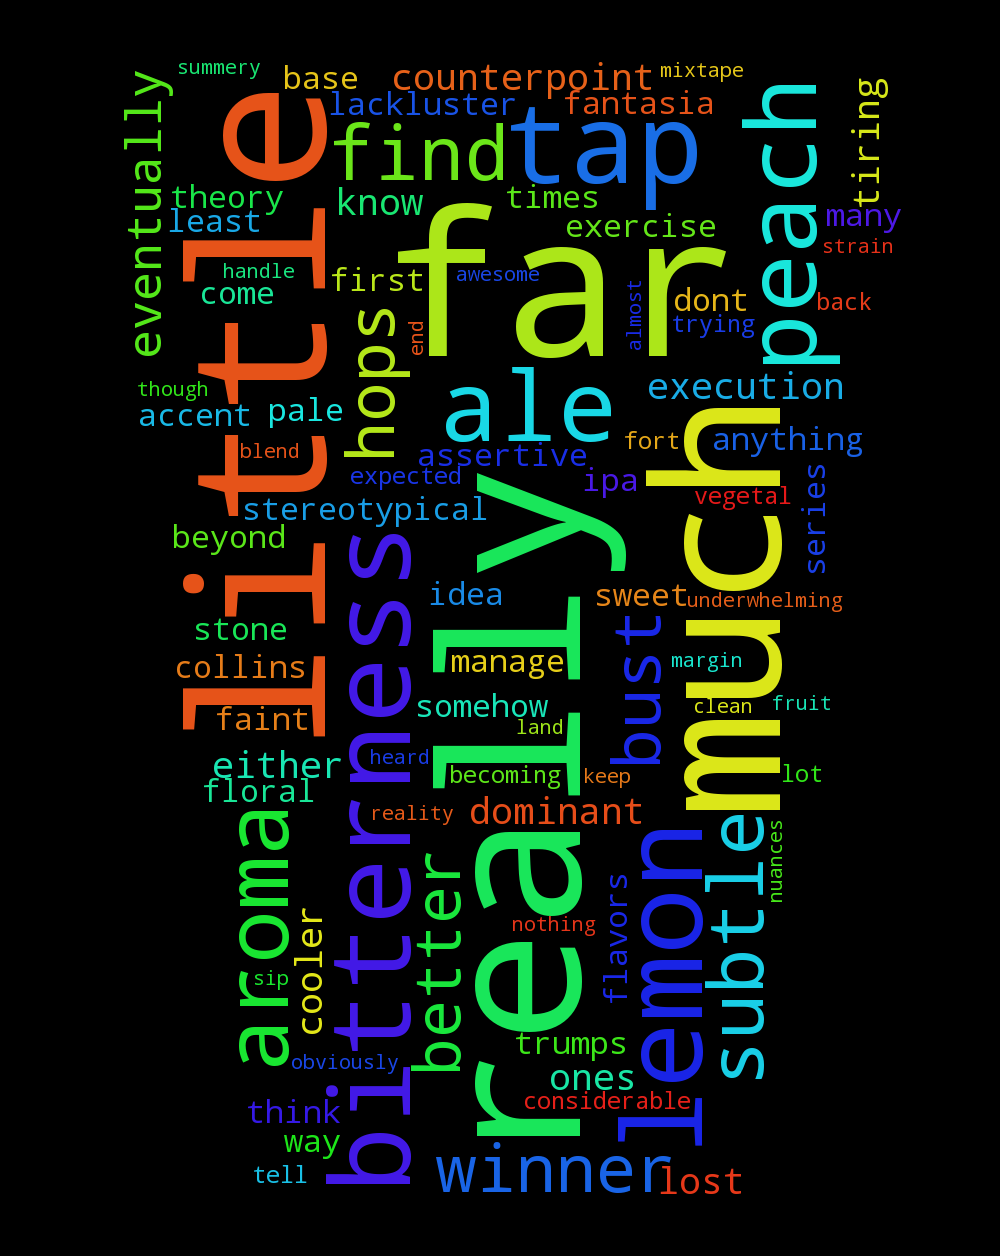 summery
base
counterpoint
mixtape
eventually
little
lackluster
fantasia
find
tap
peach
tiring
theory
least
know
times
exercise
many
strain
handle
come
first
far
awesome
almost
dont
trying
back
hops
end
though
accent
pale
ale
execution
blend
fort
anything
assertive
expected
ipa
much
vegetal
series
stereotypical
beyond
bitterness
really
idea
sweet
underwhelming
stone
bust
collins
manage
margin
faint
somehow
land
clean
fruit
either
heard
becoming
keep
lot
floral
reality
dominant
aroma
lemon
subtle
nuances
cooler
better
nothing
flavors
sip
obviously
trumps
ones
considerable
think
way
tell
winner
lost